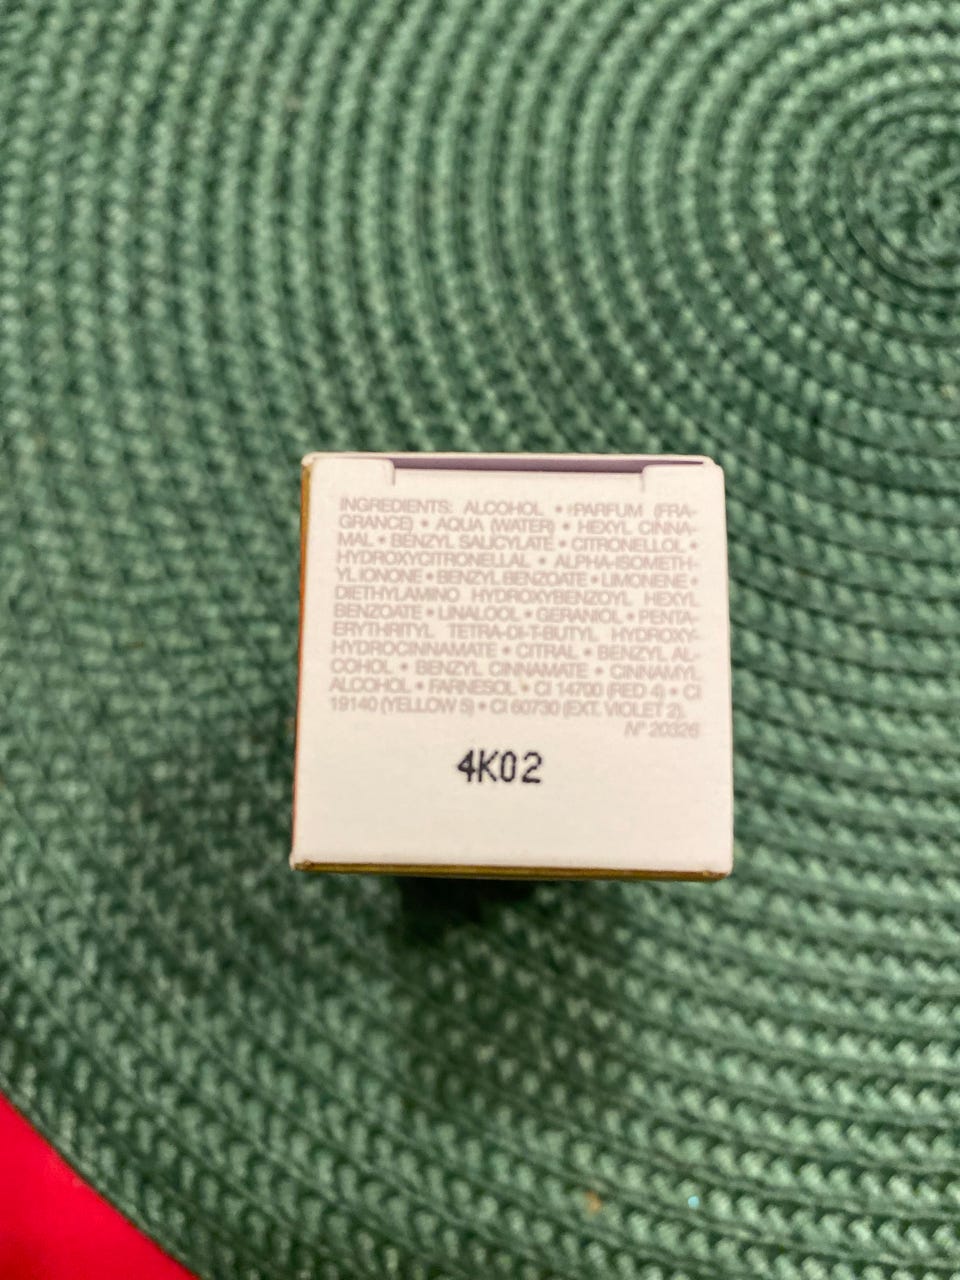 INGREDIENTS: ALCOHOL • PARFUM (FRA-
GRANCE) • AQUA (WATER) • HEXYL CINNA-
MAL • BENZYL SALICYLATE • CITRONELLOL •
HYDROXYCITRONELLAL • ALPHA-ISOMETH-
YL IONONE • BENZYL BENZOATE • LIMONENE •
DIETHYLAMINO HYDROXYBENZOYL HEXYL
BENZOATE • LINALOOL • GERANIOL • PENTA-
ERYTHRITYL TETRA-DI-T-BUTYL HYDROXY-
HYDROCINNAMATE • CITRAL • BENZYL AL-
COHOL • BENZYL CINNAMATE • CINNAMYL
ALCOHOL • FARNESOL • CI 14700 (RED 4) • CI
19140 (YELLOW 5) • CI 60730 (EXT. VIOLET 2).
N° 20326
4K02